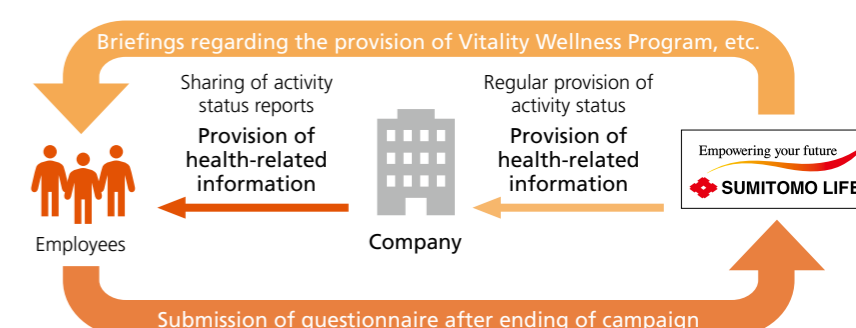 Briefings regarding the provision of Vitality Wellness Program, etc.
Sharing of activity
status reports
Provision of
health-related
information
Regular provision of
activity status
Provision of
health-related
information
Empowering your future
SUMITOMO LIFE
Employees
Company
Submission of questionnaire after ending of campaign